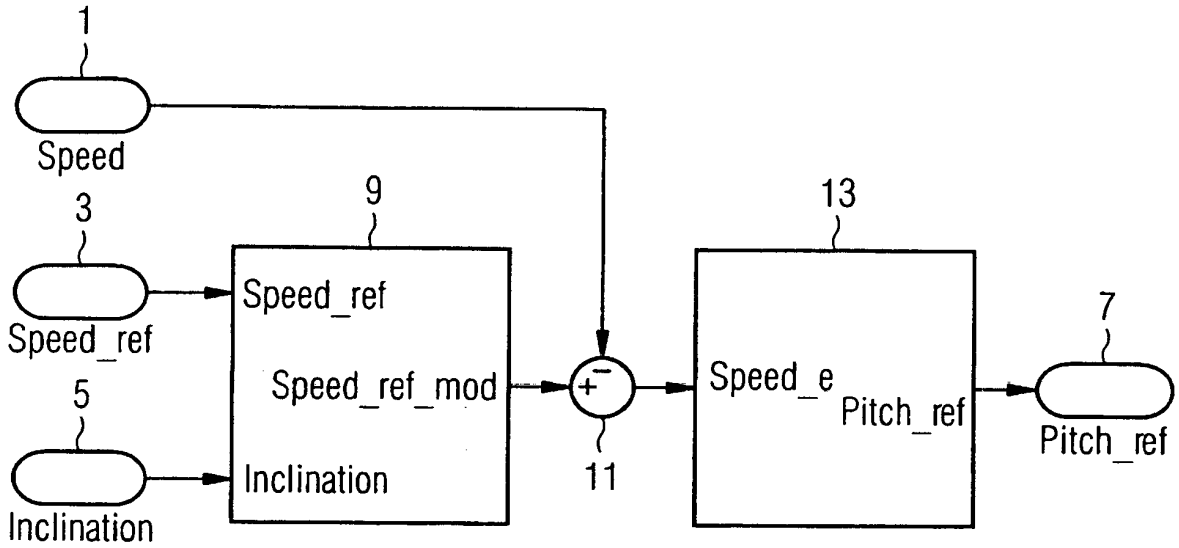 1
Speed
3
Speed_ref
5
Inclination
9
Speed_ref
Speed_ref_mod
Inclination
+ −
11
13
Speed_e
Pitch_ref
7
Pitch_ref